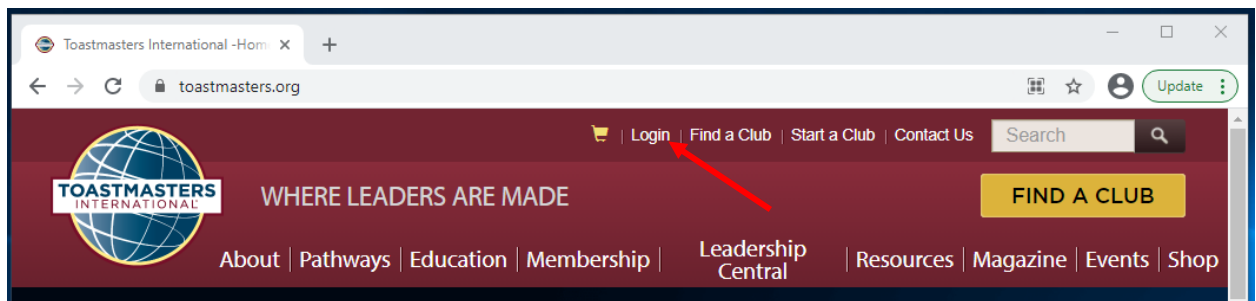 Toastmasters International -Hom
toastmasters.org
Update
Login | Find a Club | Start a Club | Contact Us
Search
TOASTMASTERS
INTERNATIONAL
WHERE LEADERS ARE MADE
FIND A CLUB
About | Pathways | Education | Membership | Leadership Central | Resources | Magazine | Events | Shop